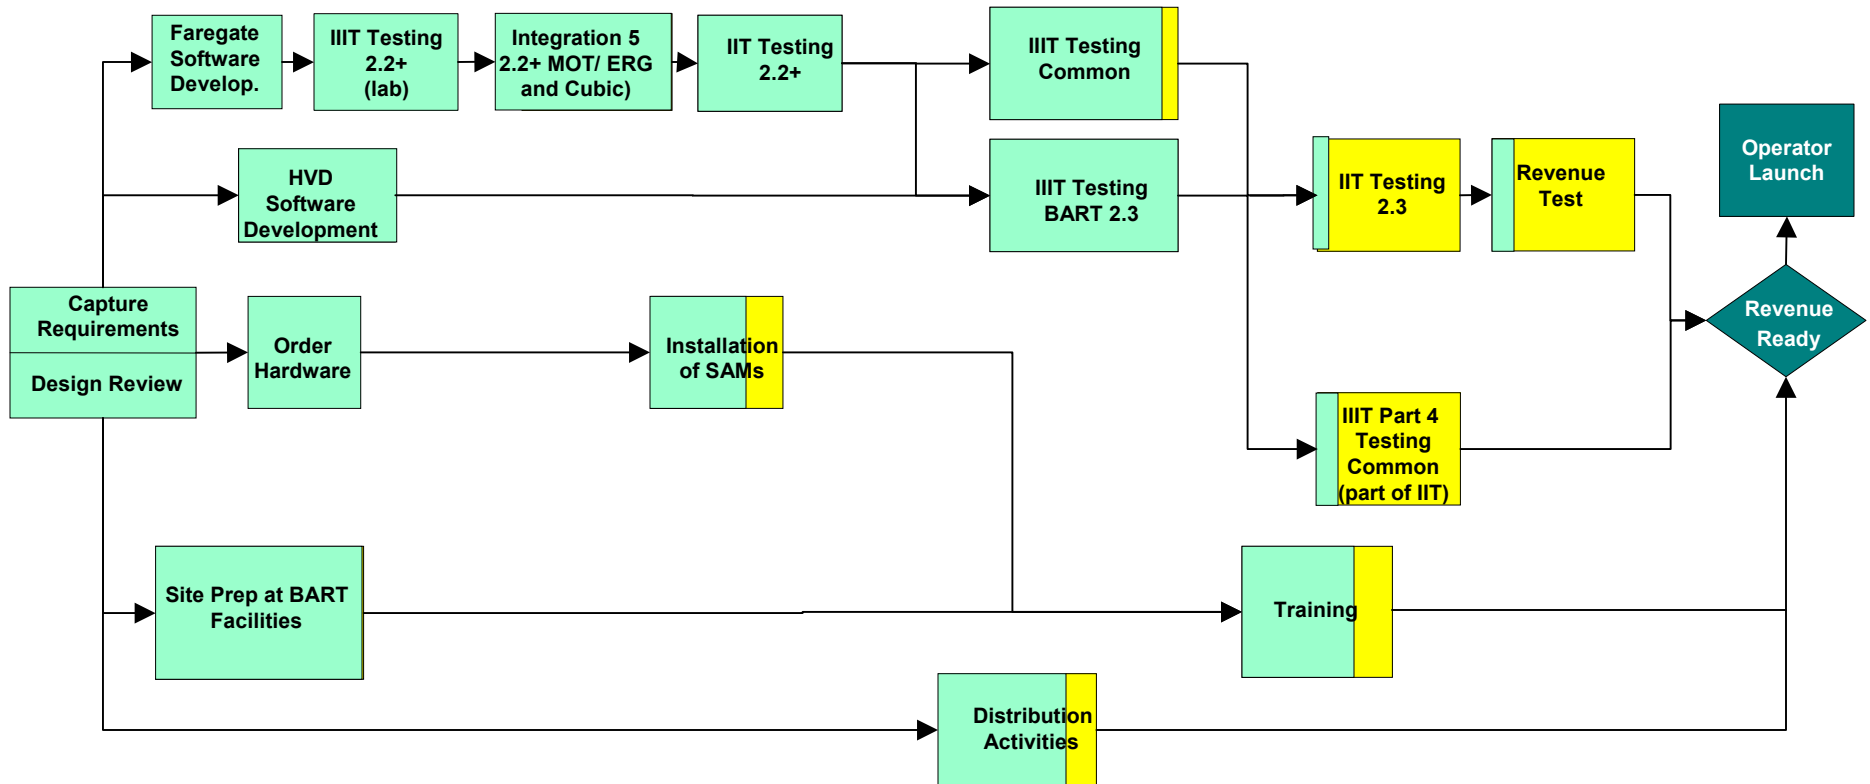 Faregate
Software
Develop.
IIIT Testing
2.2+
(lab)
Integration 5
2.2+ MOT/ ERG
and Cubic)
IIT Testing
2.2+
IIIT Testing
Common
HVD
Software
Development
IIIT Testing
BART 2.3
IIT Testing
2.3
Revenue
Test
Operator
Launch
Capture
Requirements
Design Review
Order
Hardware
Installation
of SAMs
Revenue
Ready
IIIT Part 4
Testing
Common
(part of IIT)
Site Prep at BART
Facilities
Training
Distribution
Activities